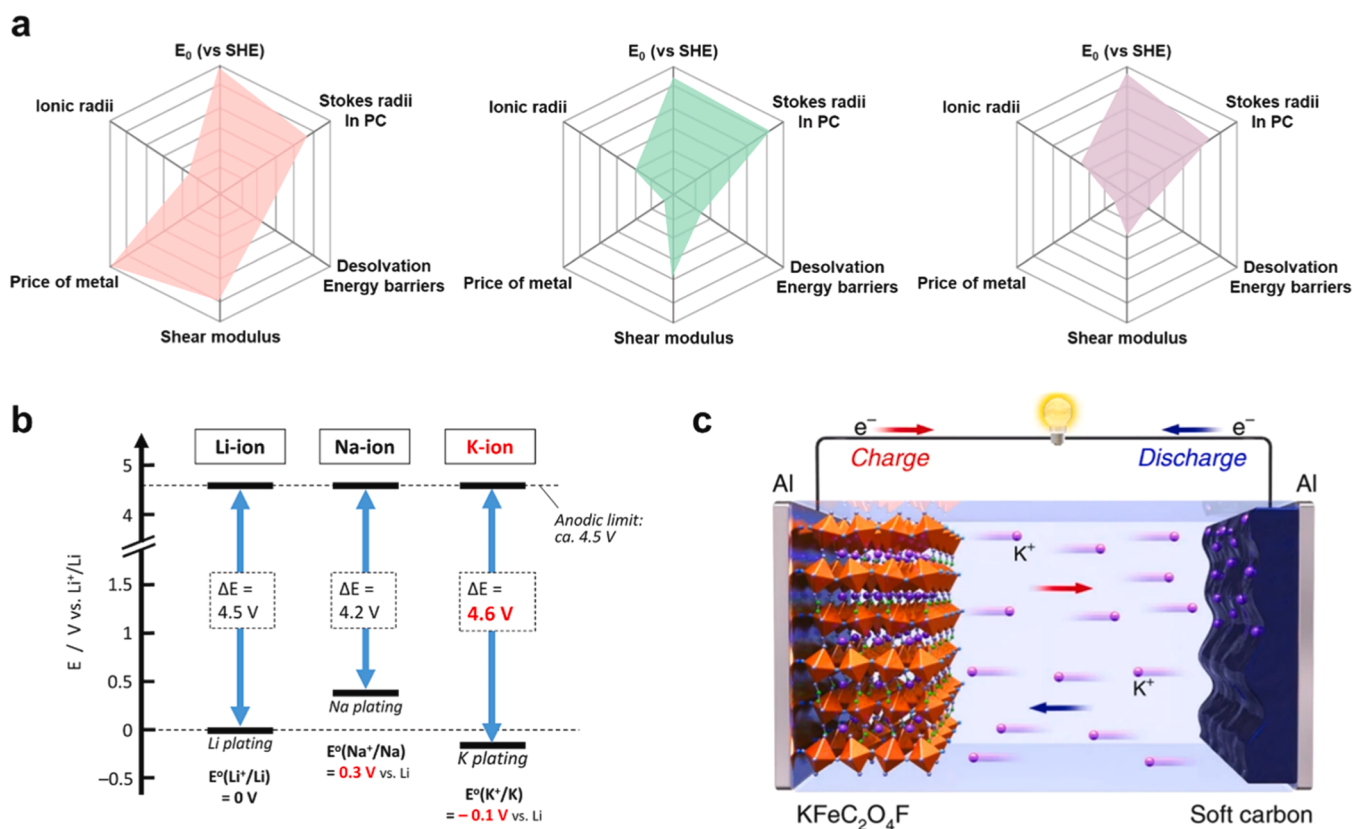 a
E₀ (vs SHE)
Ionic radii
Stokes radii
In PC
Price of metal
Desolvation
Energy barriers
Shear modulus
E₀ (vs SHE)
Ionic radii
Stokes radii
In PC
Price of metal
Desolvation
Energy barriers
Shear modulus
E₀ (vs SHE)
Ionic radii
Stokes radii
In PC
Price of metal
Desolvation
Energy barriers
Shear modulus
b
E / V vs. Li⁺/Li
5
4
1.5
1
0.5
0
−0.5
Li-ion
Na-ion
K-ion
Anodic limit:
ca. 4.5 V
ΔE =
4.5 V
ΔE =
4.2 V
ΔE =
4.6 V
Li plating
Na plating
K plating
E°(Li⁺/Li)
= 0 V
E°(Na⁺/Na)
= 0.3 V vs. Li
E°(K⁺/K)
= − 0.1 V vs. Li
c
e⁻
Charge
e⁻
Discharge
Al
Al
K⁺
K⁺
KFeC₂O₄F
Soft carbon